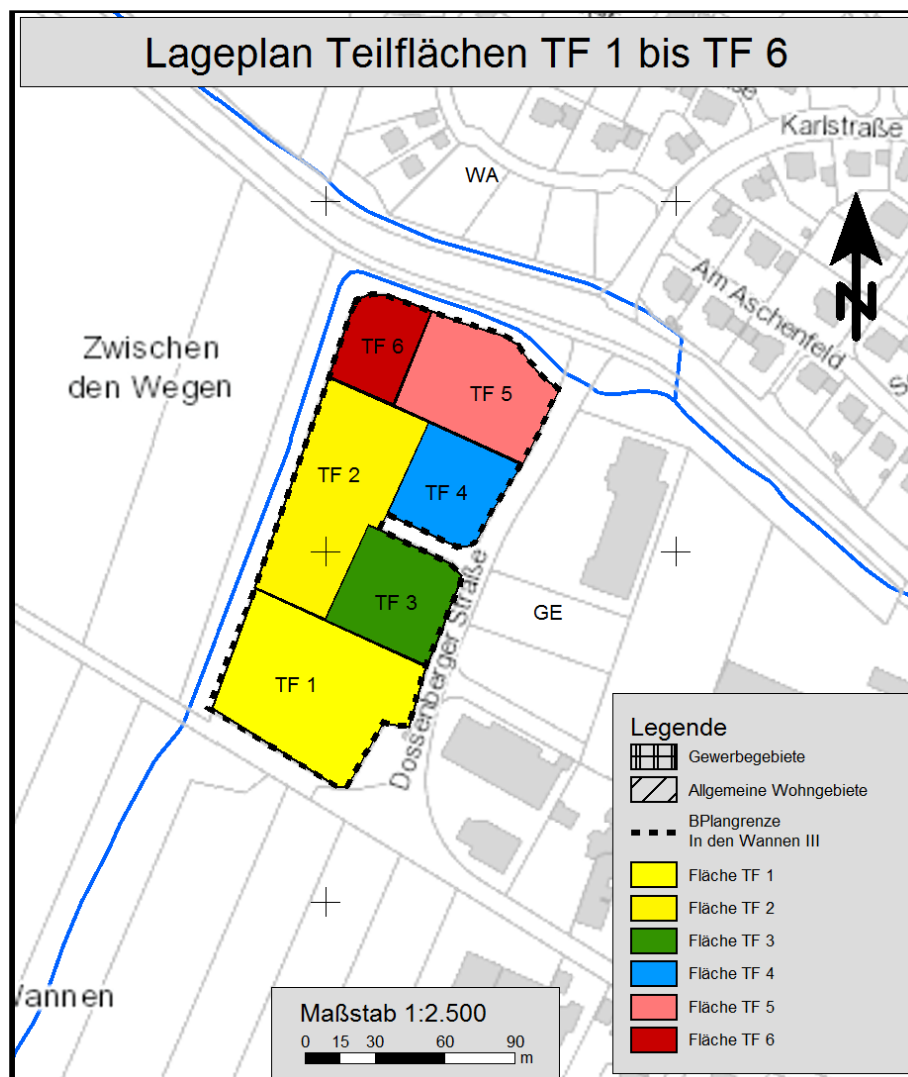 Lageplan Teilflächen TF 1 bis TF 6
Karlstraße
WA
Am Aschenfeld
N
Zwischen
den Wegen
TF 6
TF 5
TF 2
TF 4
TF 3
GE
TF 1
Dossenberger Straße
Legende
Gewerbegebiete
Allgemeine Wohngebiete
BPlangrenze
In den Wannen III
Fläche TF 1
Fläche TF 2
Fläche TF 3
Fläche TF 4
Fläche TF 5
Fläche TF 6
Maßstab 1:2.500
0 15 30 60 90
m